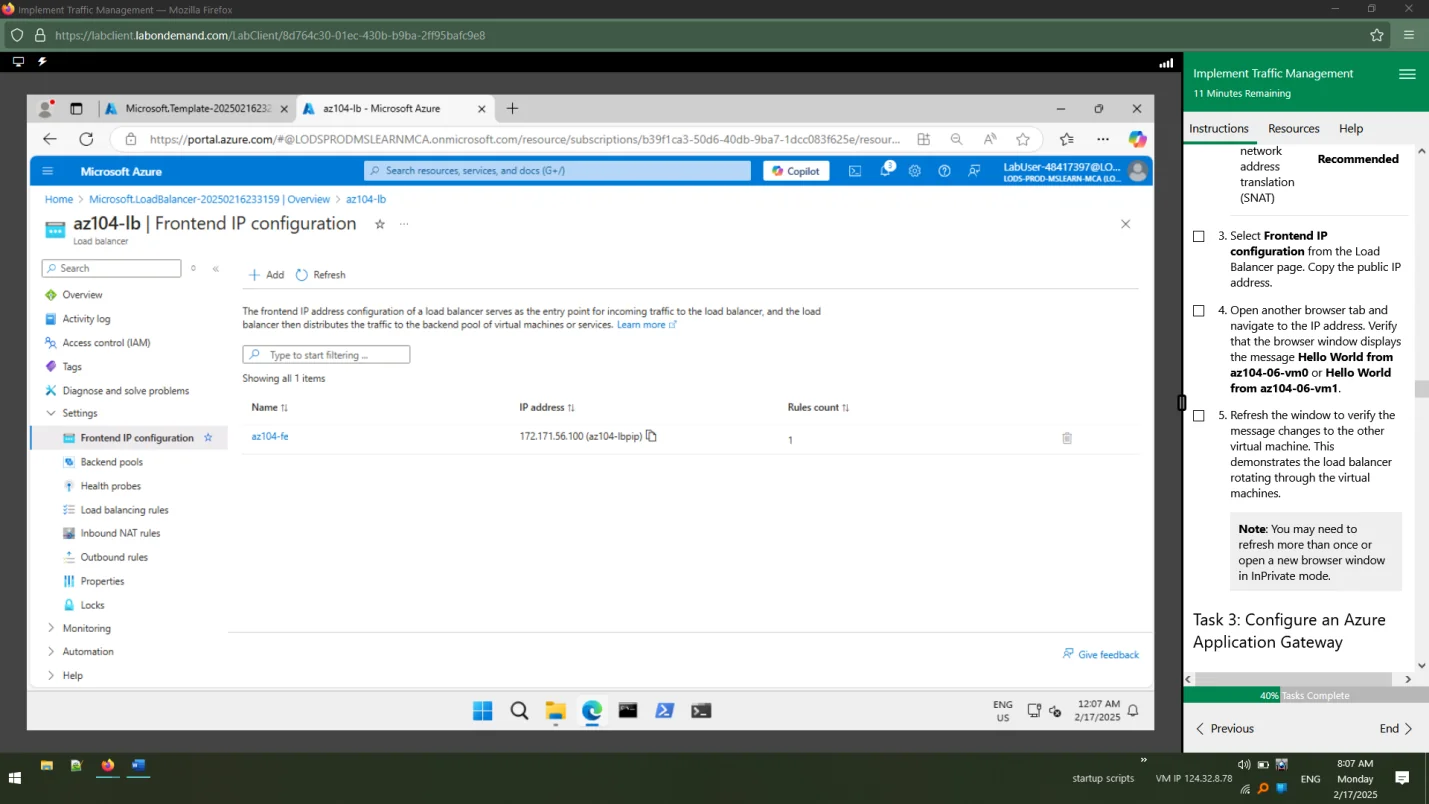 Implement Traffic Management — Mozilla Firefox
https://labclient.labondemand.com/LabClient/8d764c30-01ec-430b-b9ba-2ff95bafc9e8
Implement Traffic Management
11 Minutes Remaining
Instructions Resources Help
Microsoft.Template-2025021623
az104-lb - Microsoft Azure
https://portal.azure.com/#@LODSPRODMSLEARNMCA.onmicrosoft.com/resource/subscriptions/b39f1ca3-50d6-40db-9ba7-1dcc083f625e/resour...
Microsoft Azure
Search resources, services, and docs (G+/)
Copilot
3
LabUser-48417397@LO...
LODS-PROD-MSLEARN-MCA (LO...
Home > Microsoft.LoadBalancer-20250216233159 | Overview > az104-lb
az104-lb | Frontend IP configuration
Load balancer
Search
Overview
Activity log
Access control (IAM)
Tags
Diagnose and solve problems
Settings
Frontend IP configuration
Backend pools
Health probes
Load balancing rules
Inbound NAT rules
Outbound rules
Properties
Locks
Monitoring
Automation
Help
Add Refresh
The frontend IP address configuration of a load balancer serves as the entry point for incoming traffic to the load balancer, and the load
balancer then distributes the traffic to the backend pool of virtual machines or services. Learn more
Type to start filtering ...
Showing all 1 items
Name IP address Rules count
az104-fe 172.171.56.100 (az104-lbpip) 1
Give feedback
ENG
US
12:07 AM
2/17/2025
network
address
translation
(SNAT)
Recommended
3. Select Frontend IP
configuration from the Load
Balancer page. Copy the public IP
address.
4. Open another browser tab and
navigate to the IP address. Verify
that the browser window displays
the message Hello World from
az104-06-vm0 or Hello World
from az104-06-vm1.
5. Refresh the window to verify the
message changes to the other
virtual machine. This
demonstrates the load balancer
rotating through the virtual
machines.
Note: You may need to
refresh more than once or
open a new browser window
in InPrivate mode.
Task 3: Configure an Azure
Application Gateway
40% Tasks Complete
Previous End
startup scripts
VM IP 124.32.8.78
ENG
8:07 AM
Monday
2/17/2025